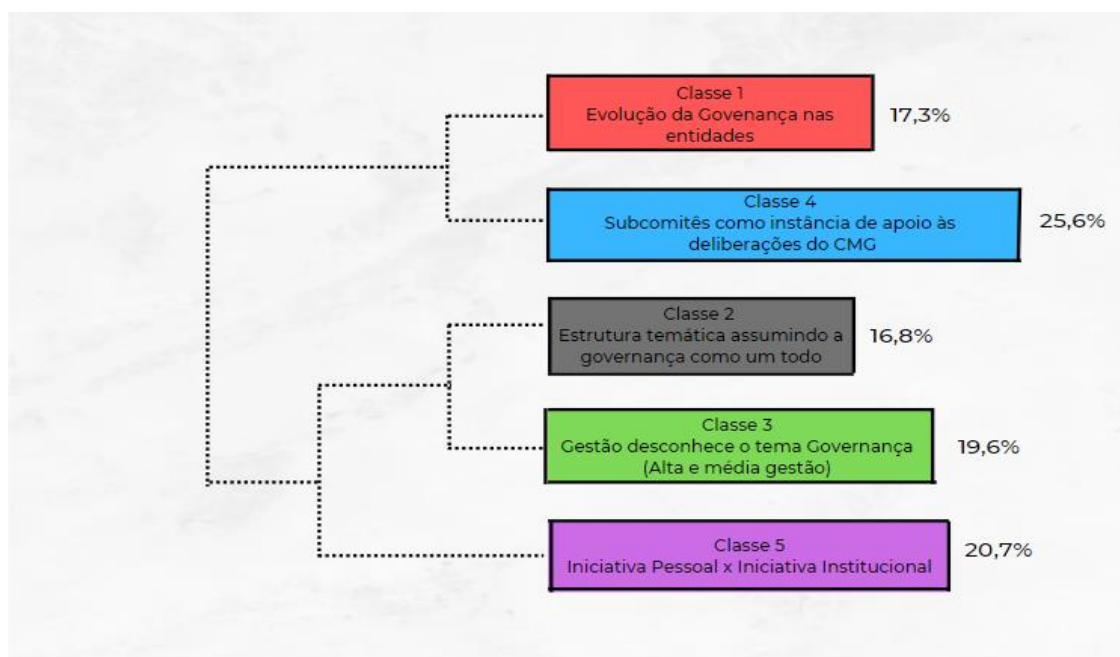 Classe 1
Evolução da Govenança nas
entidades
17,3%
Classe 4
Subcomitês como instância de apoio às
deliberações do CMG
25,6%
Classe 2
Estrutura temática assumindo a
governança como um todo
16,8%
Classe 3
Gestão desconhece o tema Governança
(Alta e média gestão)
19,6%
Classe 5
Iniciativa Pessoal x Iniciativa Institucional
20,7%